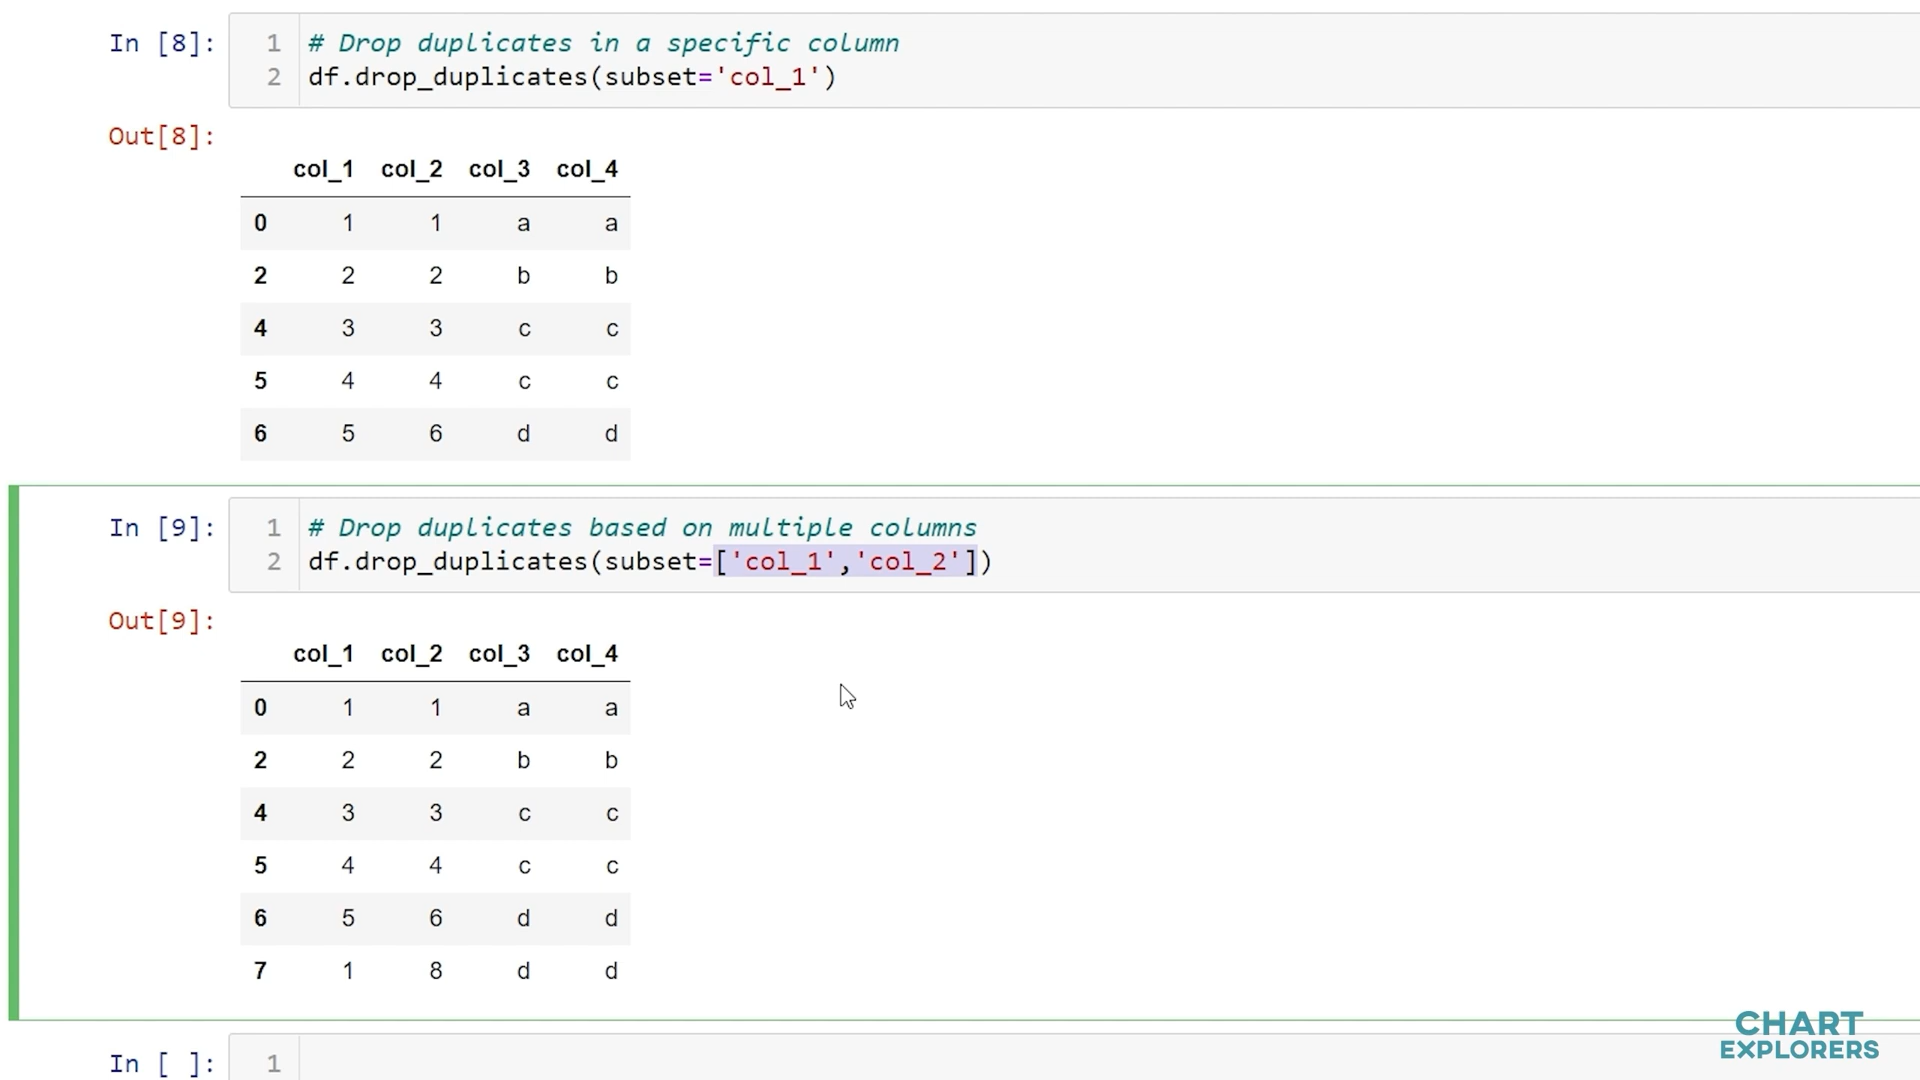 In [8]:
1 # Drop duplicates in a specific column
2 df.drop_duplicates(subset='col_1')
Out[8]:
col_1 col_2 col_3 col_4
0 1 1 a a
2 2 2 b b
4 3 3 c c
5 4 4 c c
6 5 6 d d
In [9]:
1 # Drop duplicates based on multiple columns
2 df.drop_duplicates(subset=['col_1','col_2'])
Out[9]:
col_1 col_2 col_3 col_4
0 1 1 a a
2 2 2 b b
4 3 3 c c
5 4 4 c c
6 5 6 d d
7 1 8 d d
In [ ]:
1
CHART
EXPLORERS